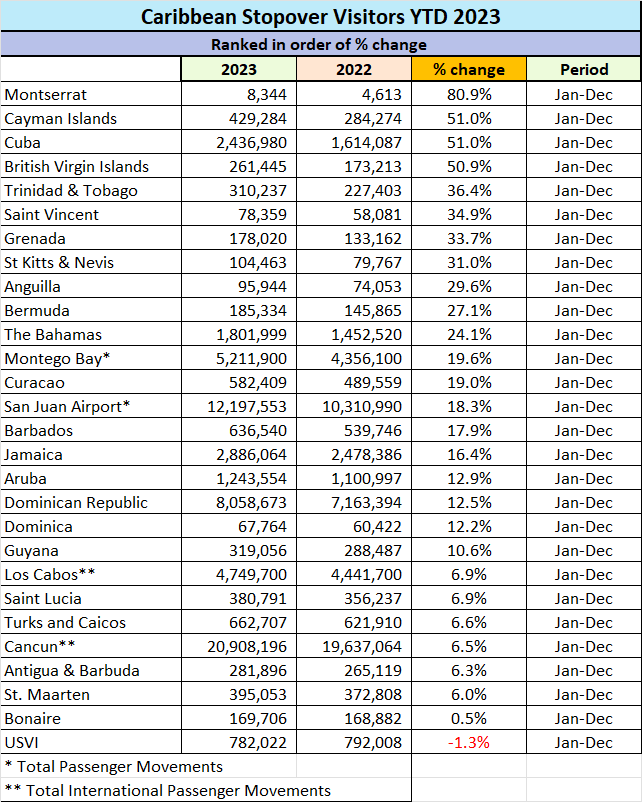 Caribbean Stopover Visitors YTD 2023
Ranked in order of % change
2023 2022 % change Period
Montserrat 8,344 4,613 80.9% Jan-Dec
Cayman Islands 429,284 284,274 51.0% Jan-Dec
Cuba 2,436,980 1,614,087 51.0% Jan-Dec
British Virgin Islands 261,445 173,213 50.9% Jan-Dec
Trinidad & Tobago 310,237 227,403 36.4% Jan-Dec
Saint Vincent 78,359 58,081 34.9% Jan-Dec
Grenada 178,020 133,162 33.7% Jan-Dec
St Kitts & Nevis 104,463 79,767 31.0% Jan-Dec
Anguilla 95,944 74,053 29.6% Jan-Dec
Bermuda 185,334 145,865 27.1% Jan-Dec
The Bahamas 1,801,999 1,452,520 24.1% Jan-Dec
Montego Bay* 5,211,900 4,356,100 19.6% Jan-Dec
Curacao 582,409 489,559 19.0% Jan-Dec
San Juan Airport* 12,197,553 10,310,990 18.3% Jan-Dec
Barbados 636,540 539,746 17.9% Jan-Dec
Jamaica 2,886,064 2,478,386 16.4% Jan-Dec
Aruba 1,243,554 1,100,997 12.9% Jan-Dec
Dominican Republic 8,058,673 7,163,394 12.5% Jan-Dec
Dominica 67,764 60,422 12.2% Jan-Dec
Guyana 319,056 288,487 10.6% Jan-Dec
Los Cabos** 4,749,700 4,441,700 6.9% Jan-Dec
Saint Lucia 380,791 356,237 6.9% Jan-Dec
Turks and Caicos 662,707 621,910 6.6% Jan-Dec
Cancun** 20,908,196 19,637,064 6.5% Jan-Dec
Antigua & Barbuda 281,896 265,119 6.3% Jan-Dec
St. Maarten 395,053 372,808 6.0% Jan-Dec
Bonaire 169,706 168,882 0.5% Jan-Dec
USVI 782,022 792,008 -1.3% Jan-Dec
* Total Passenger Movements
** Total International Passenger Movements